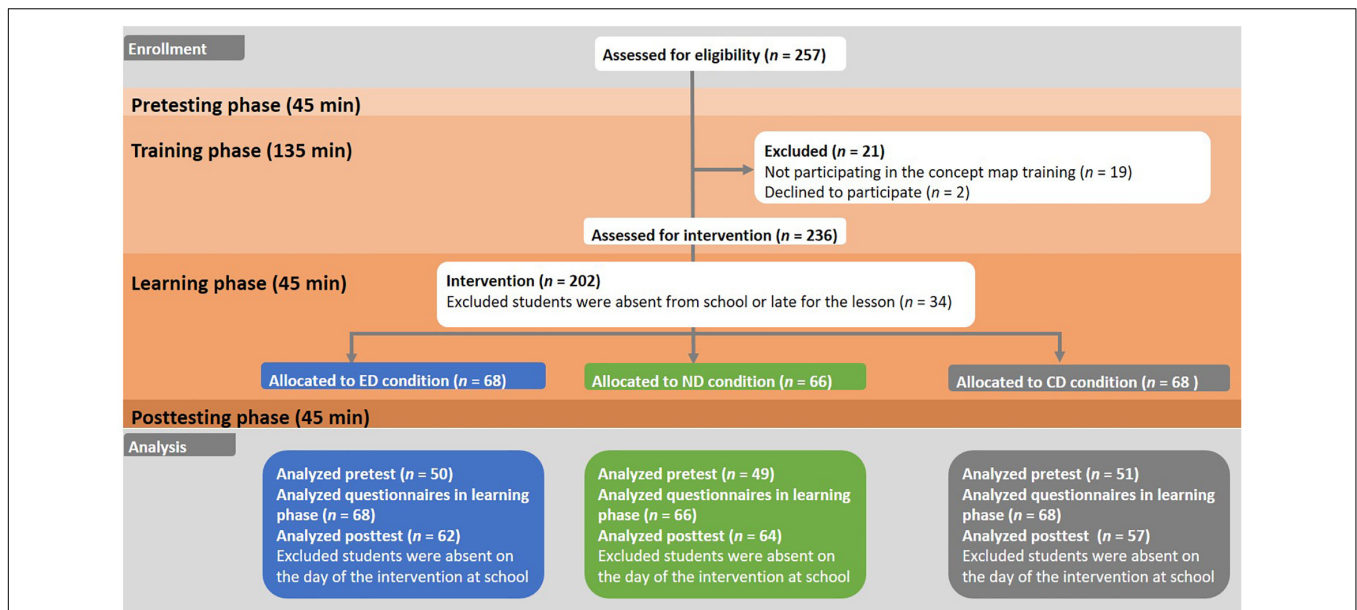 Enrollment
Assessed for eligibility (n = 257)
Pretesting phase (45 min)
Training phase (135 min)
Excluded (n = 21)
Not participating in the concept map training (n = 19)
Declined to participate (n = 2)
Assessed for intervention (n = 236)
Learning phase (45 min)
Intervention (n = 202)
Excluded students were absent from school or late for the lesson (n = 34)
Allocated to ED condition (n = 68)
Allocated to ND condition (n = 66)
Allocated to CD condition (n = 68 )
Posttesting phase (45 min)
Analysis
Analyzed pretest (n = 50)
Analyzed questionnaires in learning
phase (n = 68)
Analyzed posttest (n = 62)
Excluded students were absent on
the day of the intervention at school
Analyzed pretest (n = 49)
Analyzed questionnaires in learning
phase (n = 66)
Analyzed posttest (n = 64)
Excluded students were absent on
the day of the intervention at school
Analyzed pretest (n = 51)
Analyzed questionnaires in learning
phase (n = 68)
Analyzed posttest  (n = 57)
Excluded students were absent on
the day of the intervention at school